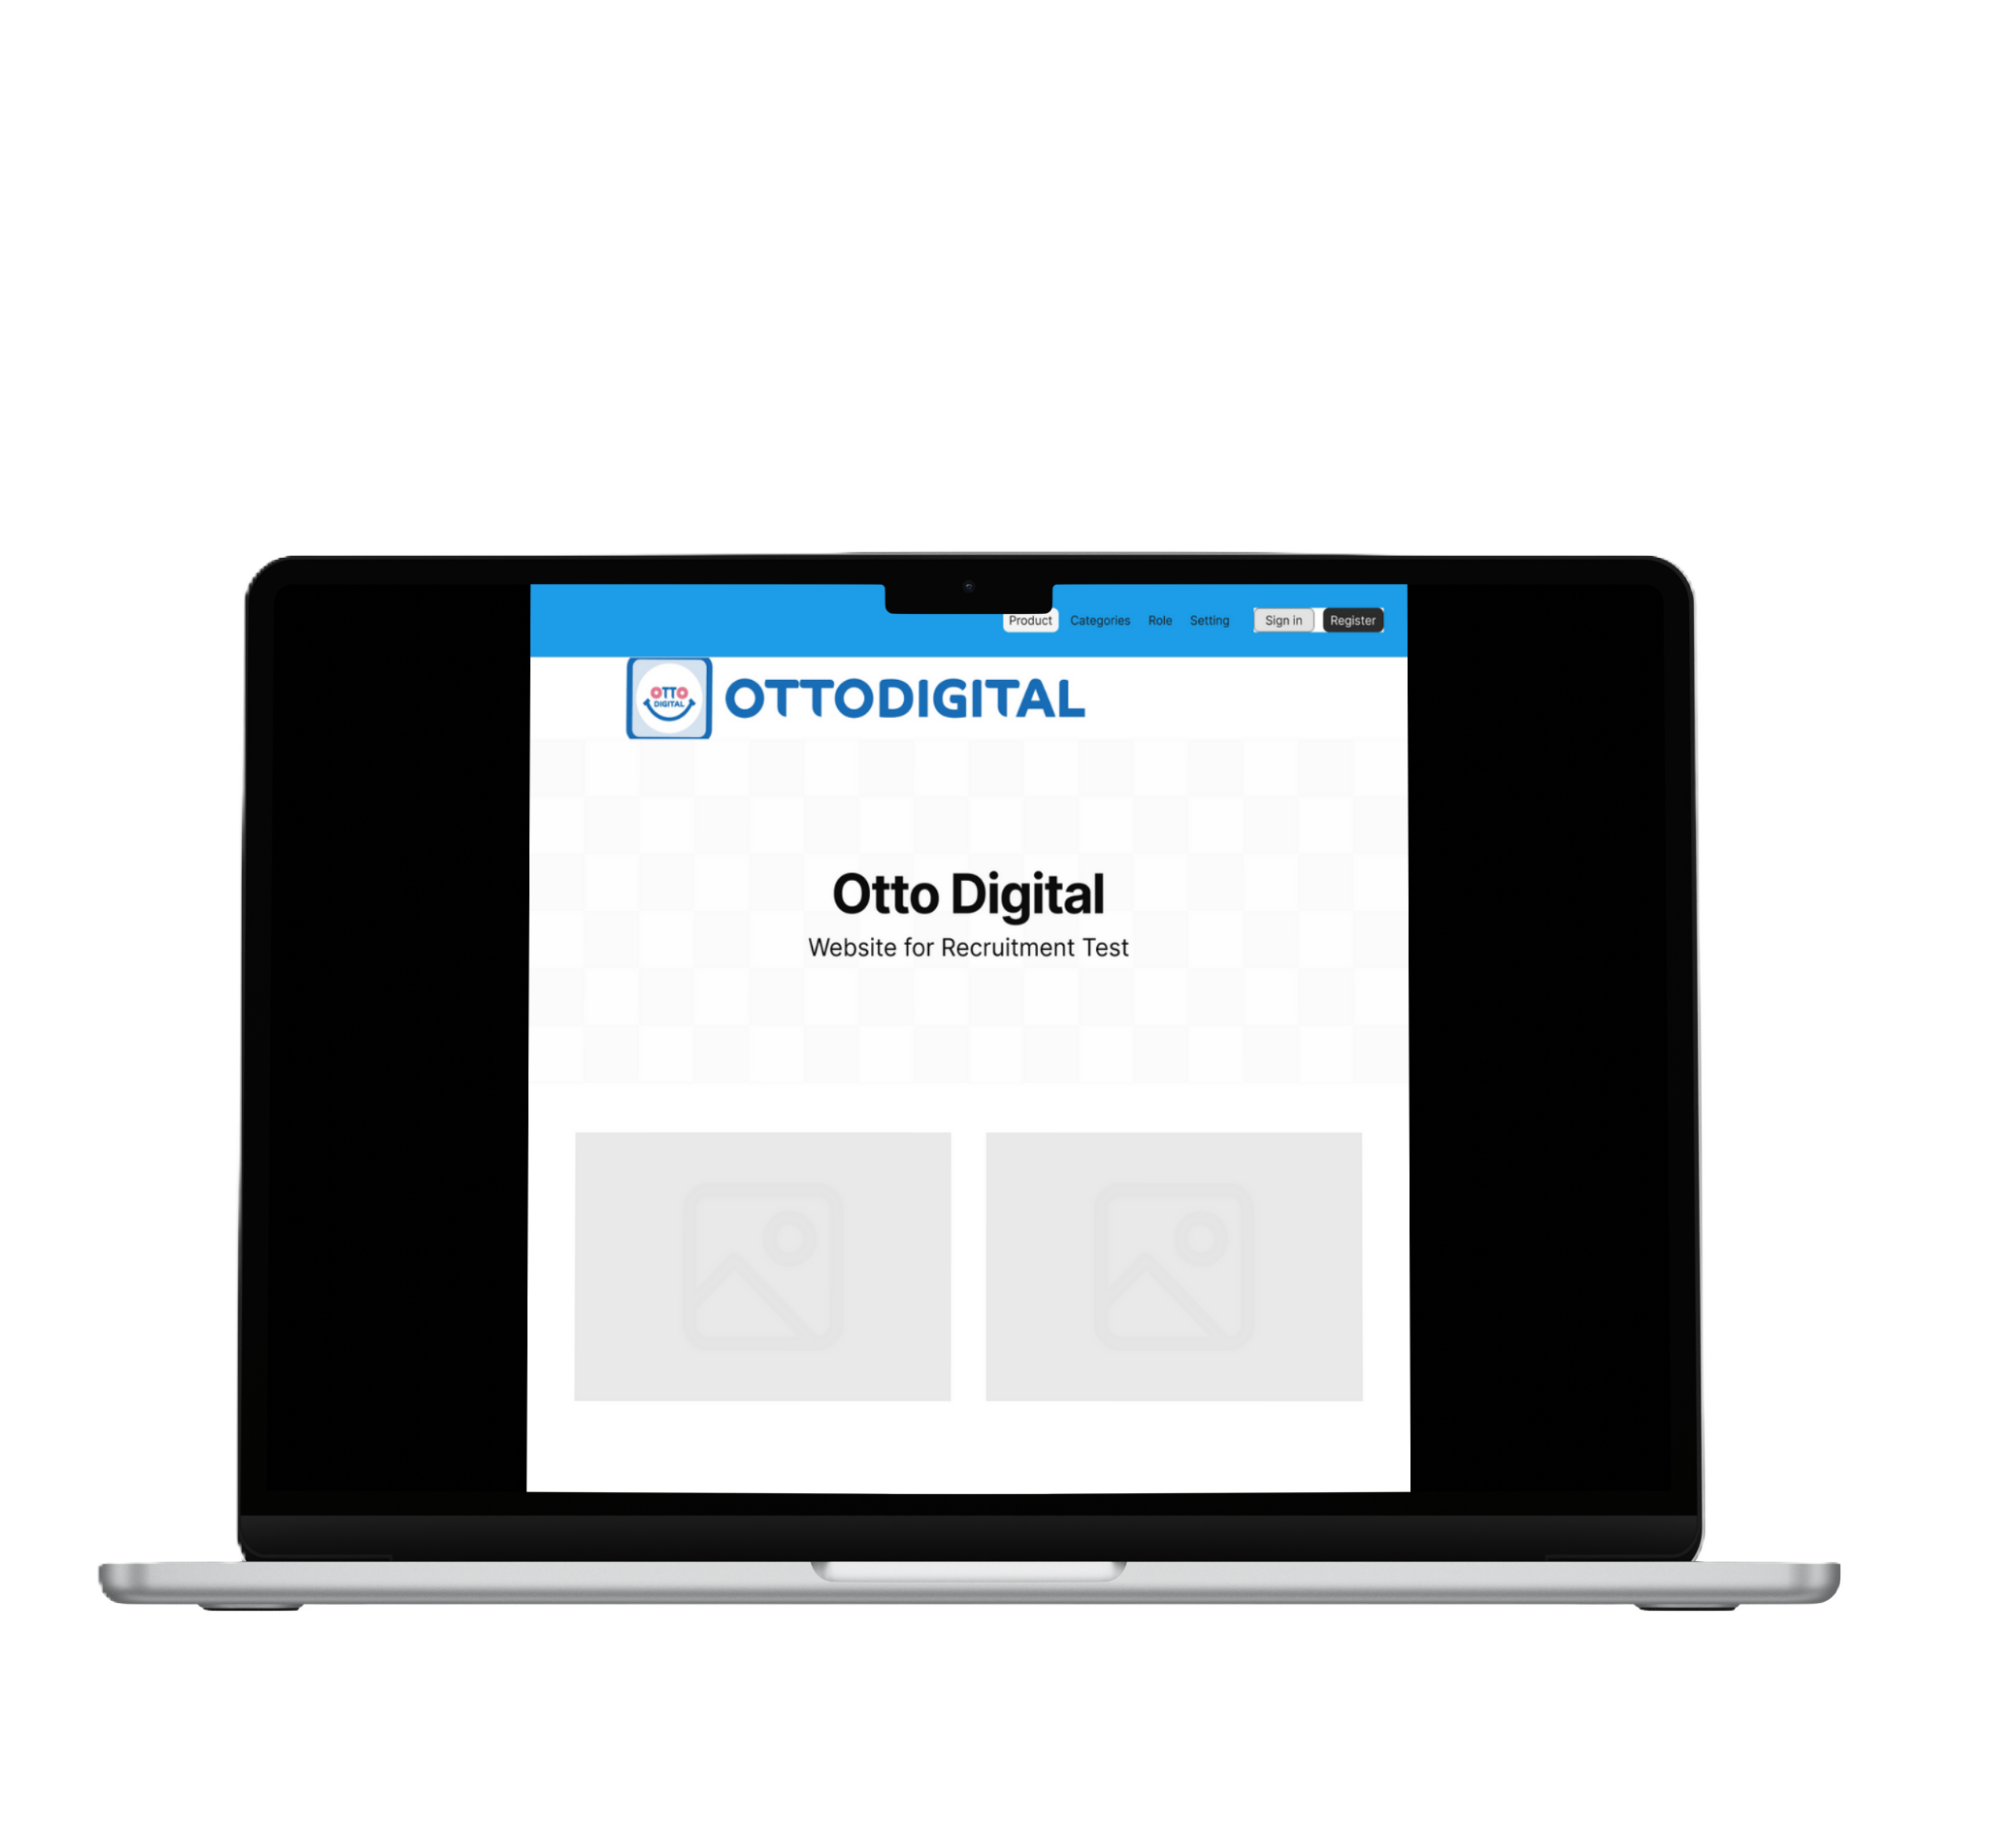 Product Categories Role Setting Sign in Register
OTTO
DIGITAL
OTTODIGITAL
Otto Digital
Website for Recruitment Test